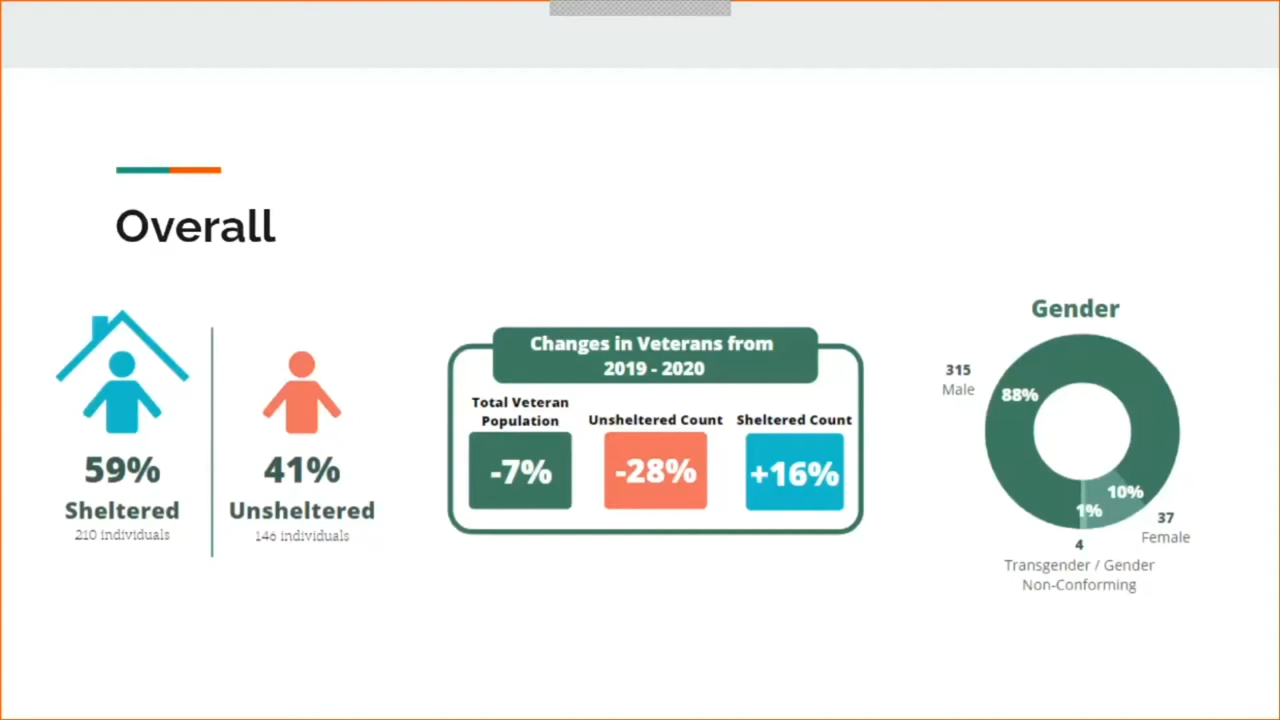 Overall
59%
Sheltered
210 individuals
41%
Unsheltered
146 individuals
Changes in Veterans from
2019 - 2020
Total Veteran
Population
-7%
Unsheltered Count
-28%
Sheltered Count
+16%
Gender
315
Male
88%
10%
1%
37
Female
4
Transgender / Gender
Non-Conforming